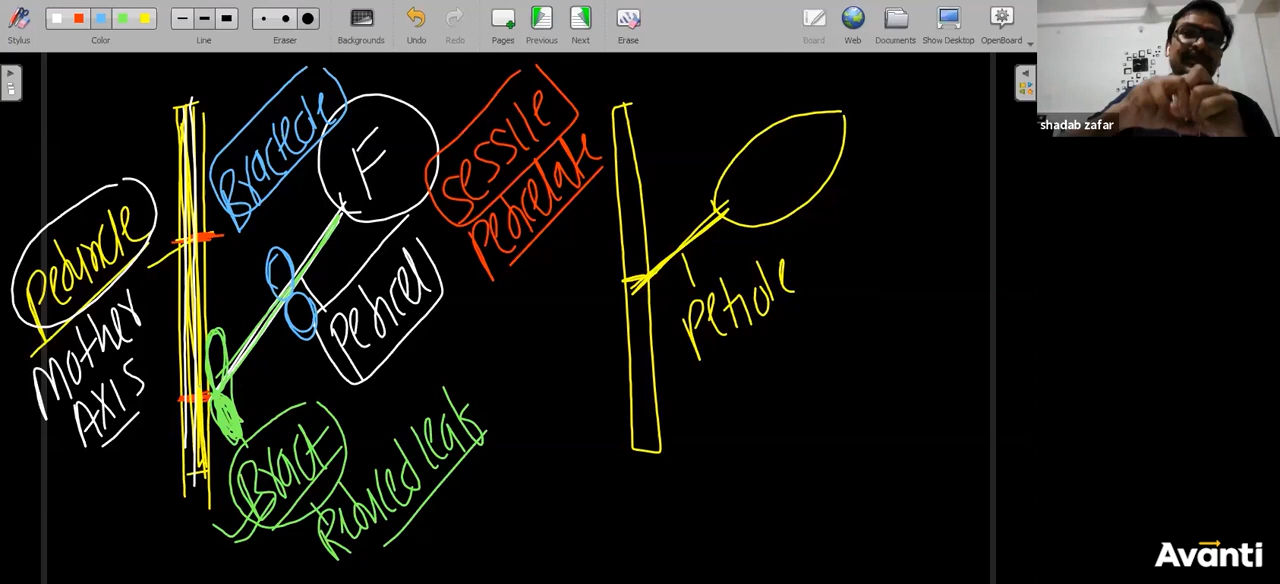 Stylus
Color
Line
Eraser
Backgrounds
Undo
Redo
Pages
Previous
Next
Erase
Board
Web
Documents
Show Desktop
OpenBoard
shadab zafar
Peduncle
Mother
AXIS
Bracteate
F
Sessile
Pedicelate
Pedicel
Bract
Reduced leaf
Petiole
Avanti